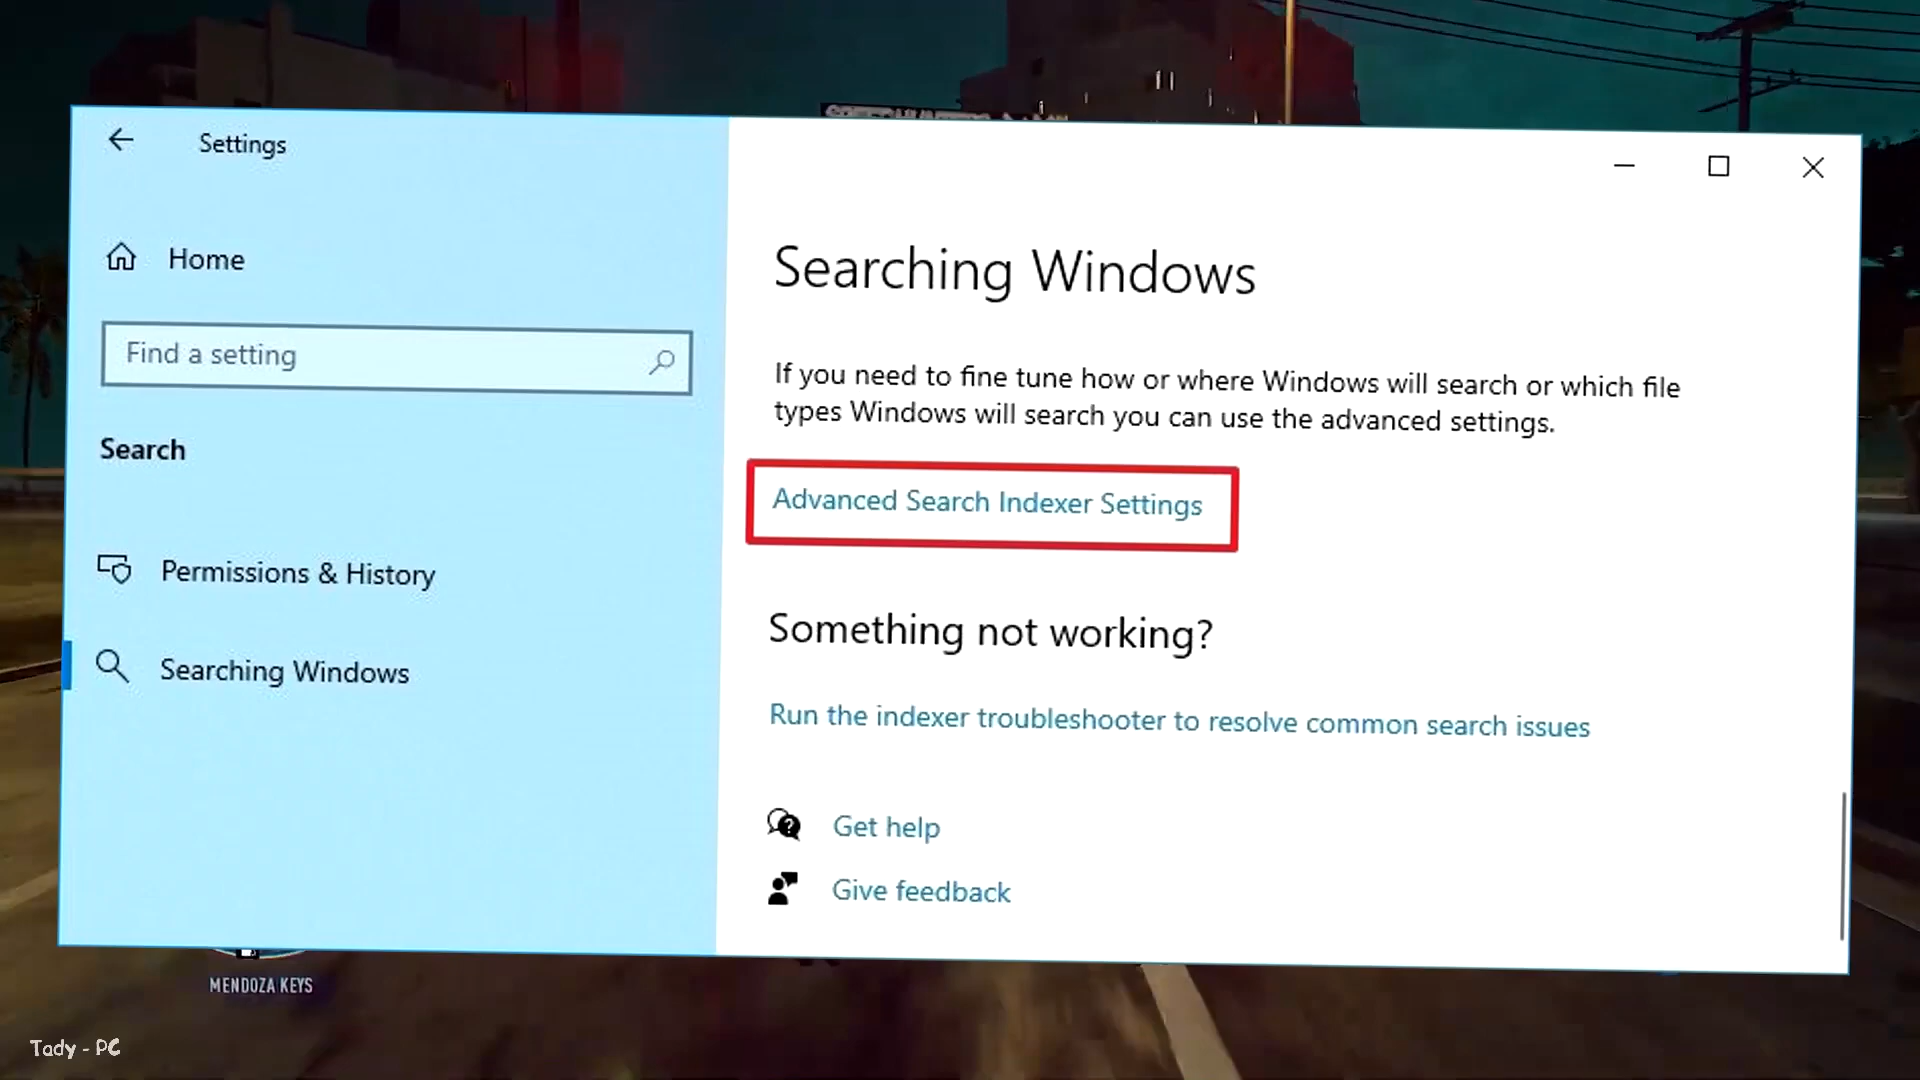 Settings
Home
Find a setting
Search
Permissions & History
Searching Windows
Searching Windows
If you need to fine tune how or where Windows will search or which file
types Windows will search you can use the advanced settings.
Advanced Search Indexer Settings
Something not working?
Run the indexer troubleshooter to resolve common search issues
Get help
Give feedback
MENDOZA KEYS
Tady - PC